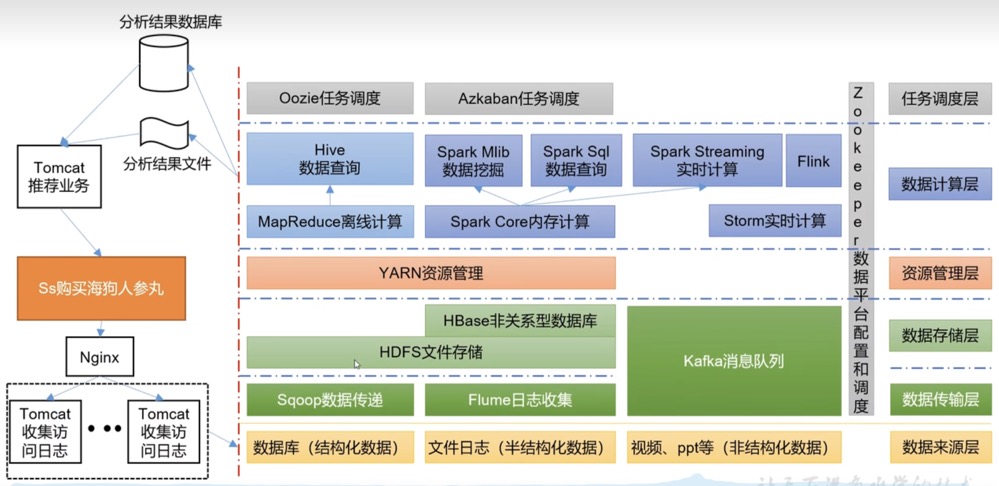 分析结果数据库
分析结果文件
Tomcat
推荐业务
Ss购买海狗人参丸
Nginx
Tomcat
收集访
问日志
•••
Tomcat
收集访
问日志
Oozie任务调度
Azkaban任务调度
任务调度层
Hive
数据查询
Spark Mlib
数据挖掘
Spark Sql
数据查询
Spark Streaming
实时计算
Flink
数据计算层
MapReduce离线计算
Spark Core内存计算
Storm实时计算
YARN资源管理
资源管理层
HBase非关系型数据库
HDFS文件存储
Kafka消息队列
数据存储层
Sqoop数据传递
Flume日志收集
数据传输层
数据库（结构化数据）
文件日志（半结构化数据）
视频、ppt等（非结构化数据）
数据来源层
Zookeeper数据平台配置和调度